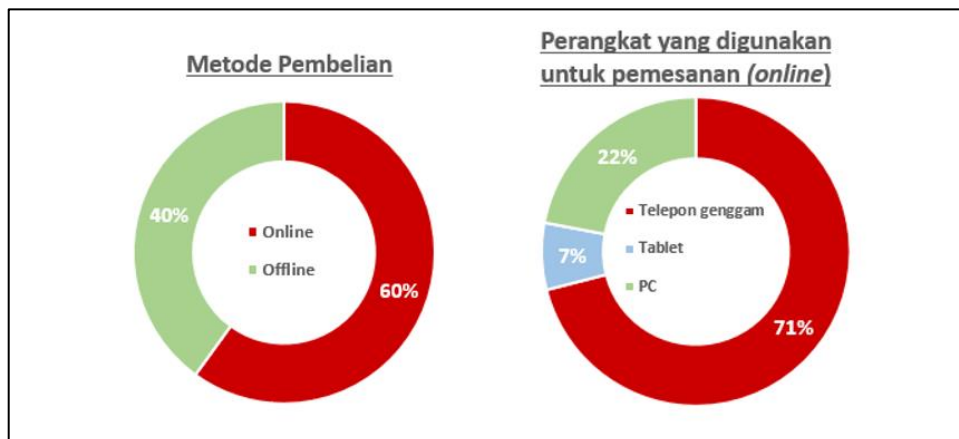 Metode Pembelian
40%
Online
Offline
60%
Perangkat yang digunakan
untuk pemesanan (online)
22%
Telepon genggam
7%
Tablet
PC
71%